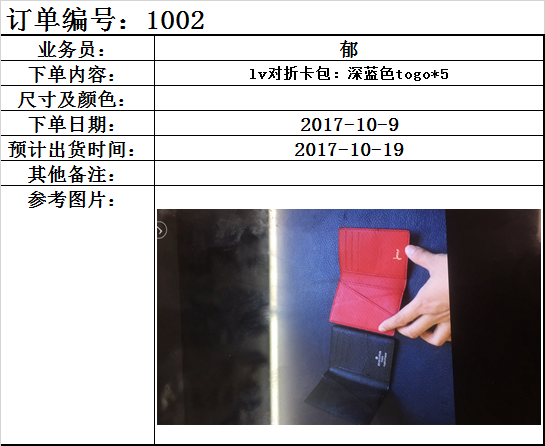 订单编号：1002
业务员： 郁
下单内容： lv对折卡包：深蓝色togo*5
尺寸及颜色：
下单日期： 2017-10-9
预计出货时间： 2017-10-19
其他备注：
参考图片：